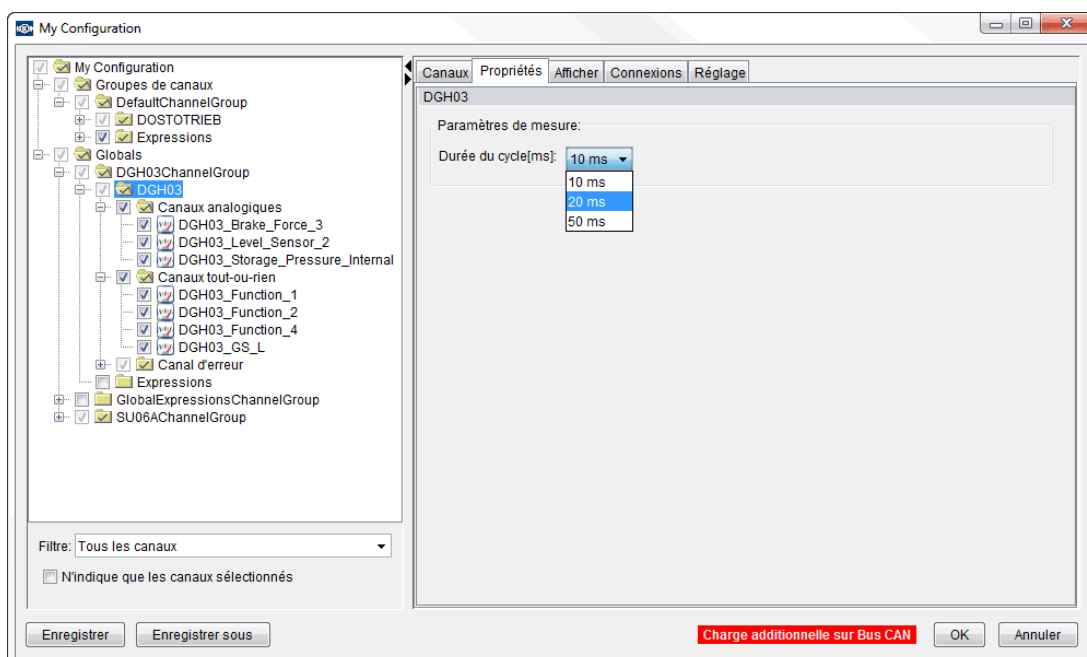 My Configuration
My Configuration
Groupes de canaux
DefaultChannelGroup
DOSTOTRIEB
Expressions
Globals
DGH03ChannelGroup
DGH03
Canaux analogiques
DGH03_Brake_Force_3
DGH03_Level_Sensor_2
DGH03_Storage_Pressure_Internal
Canaux tout-ou-rien
DGH03_Function_1
DGH03_Function_2
DGH03_Function_4
DGH03_GS_L
Canal d'erreur
Expressions
GlobalExpressionsChannelGroup
SU06AChannelGroup
Filtre: Tous les canaux
N'indique que les canaux sélectionnés
Canaux Propriétés Afficher Connexions Réglage
DGH03
Paramètres de mesure:
Durée du cycle[ms]: 10 ms
10 ms
20 ms
50 ms
Enregistrer Enregistrer sous Charge additionnelle sur Bus CAN OK Annuler